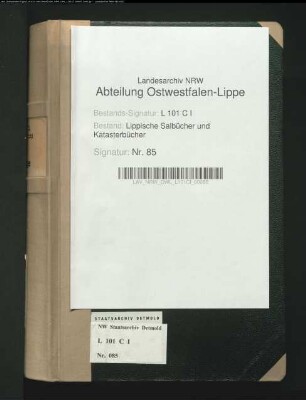 Landesarchiv NRW
Abteilung Ostwestfalen-Lippe
Bestands-Signatur: L 101 C I
Bestand: Lippische Salbücher und
Katasterbücher
Signatur: Nr. 85
STAATSARCHIV DETMOLD
NW Staatsarchiv Detmold
L 101 C I
Nr. 085